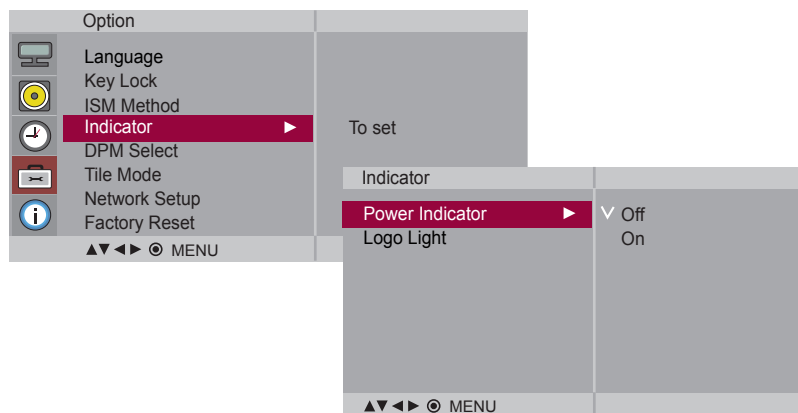 Option
Language
Key Lock
ISM Method
Indicator ►
To set
DPM Select
Tile Mode
Network Setup
Factory Reset
▲▼◄► ◉ MENU
Indicator
Power Indicator ►
✓ Off
Logo Light
On
▲▼◄► ◉ MENU